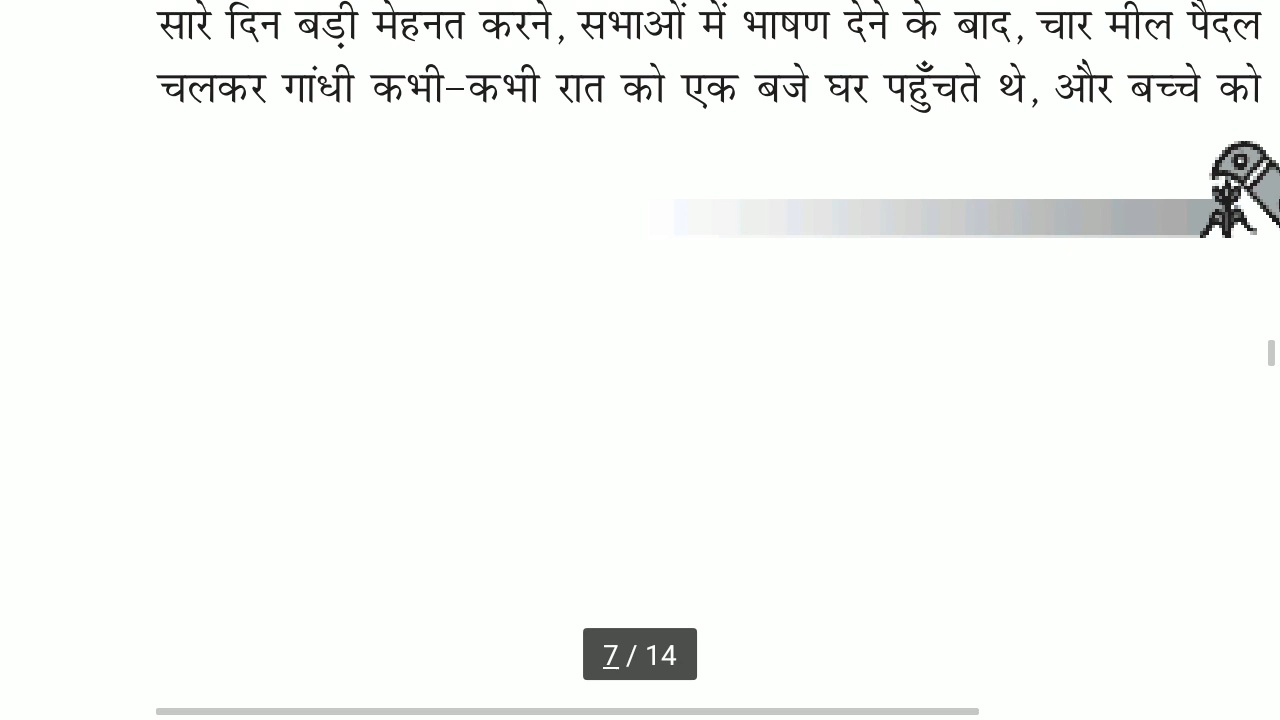 सारे दिन बड़ी मेहनत करने, सभाओं में भाषण देने के बाद, चार मील पैदल
चलकर गांधी कभी-कभी रात को एक बजे घर पहुँचते थे, और बच्चे को
7 / 14